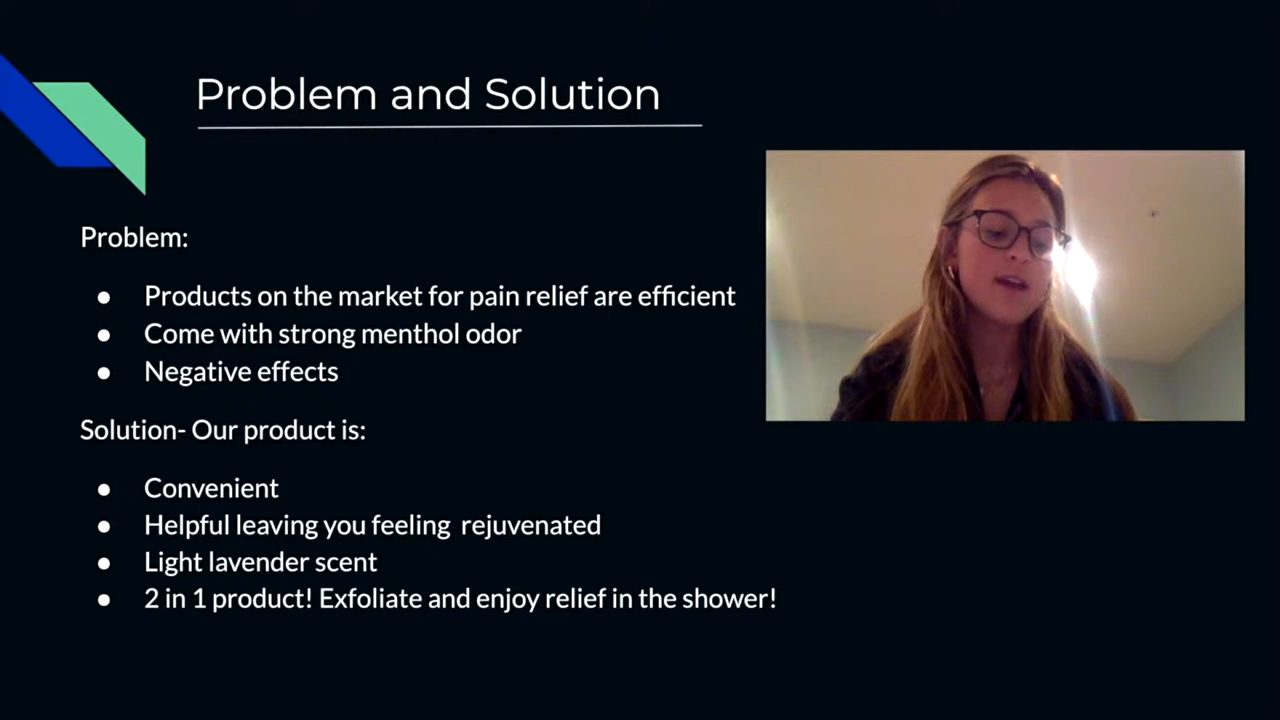 Problem and Solution
Problem:
● Products on the market for pain relief are efficient
● Come with strong menthol odor
● Negative effects
Solution- Our product is:
● Convenient
● Helpful leaving you feeling  rejuvenated
● Light lavender scent
● 2 in 1 product! Exfoliate and enjoy relief in the shower!